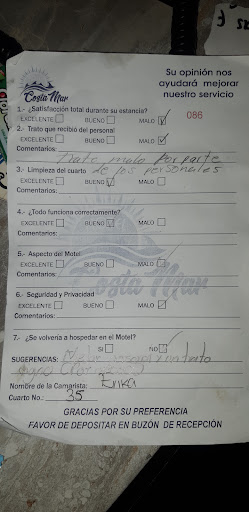 Costa Mar
Su opinión nos
ayudará mejorar
nuestro servicio
1.- ¿Satisfacción total durante su estancia?
EXCELENTE BUENO MALO
086
2.- Trato que recibió del personal
EXCELENTE BUENO MALO
Comentarios: Trato malo por parte
3.- Limpieza del cuarto de los personales
EXCELENTE BUENO MALO
Comentarios:
4.- ¿Todo funciona correctamente?
EXCELENTE BUENO MALO
Comentarios:
5.- Aspecto del Motel
EXCELENTE BUENO MALO
Comentarios:
Costa Mar
6.- Seguridad y Privacidad
EXCELENTE BUENO MALO
Comentarios:
7.- ¿Se volvería a hospedar en el Motel?
SI NO
SUGERENCIAS:
Nombre de la Camarista: Erika
Cuarto No.: 35
GRACIAS POR SU PREFERENCIA
FAVOR DE DEPOSITAR EN BUZÓN DE RECEPCIÓN